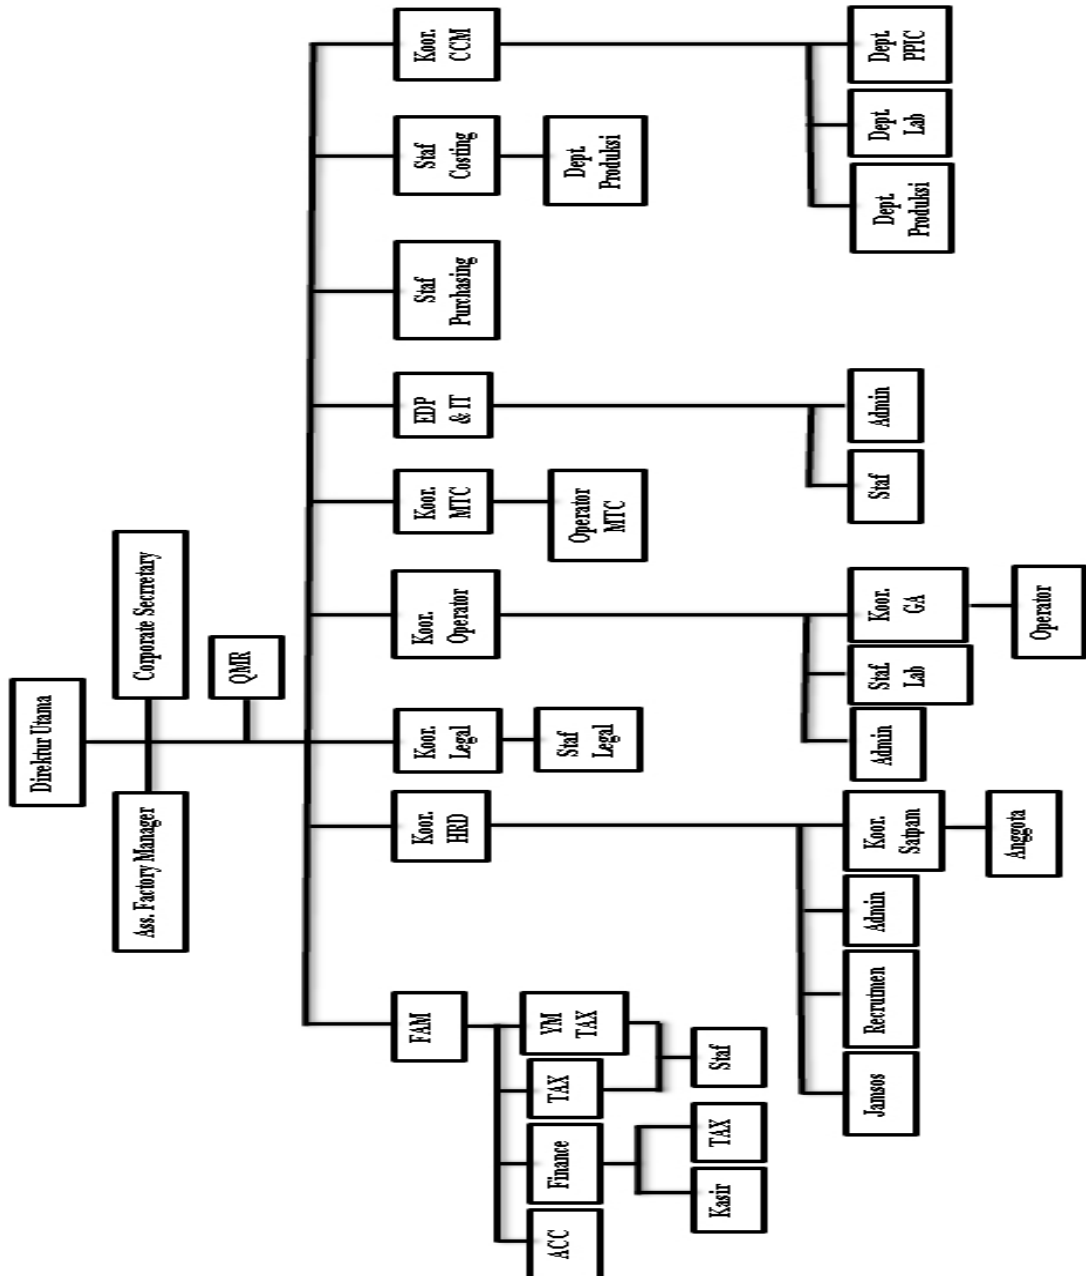 Direktur Utama
Ass. Factory Manager
Corporate Secrretary
QMR
FAM
Koor.
HRD
Koor.
Legal
Koor.
Operator
Koor.
MTC
EDP
& IT
Staf
Purchasing
Staf
Costing
Koor.
CCM
ACC
Finance
TAX
YM
TAX
Staf
Legal
Operator
MTC
Dept.
Produksi
Kasir
TAX
Staf
Jamsos
Recrutmen
Admin
Koor.
Satpam
Admin
Staf
Lab
Koor.
GA
Staf
Admin
Dept.
Produksi
Dept.
Lab
Dept.
PPIC
Anggota
Operator